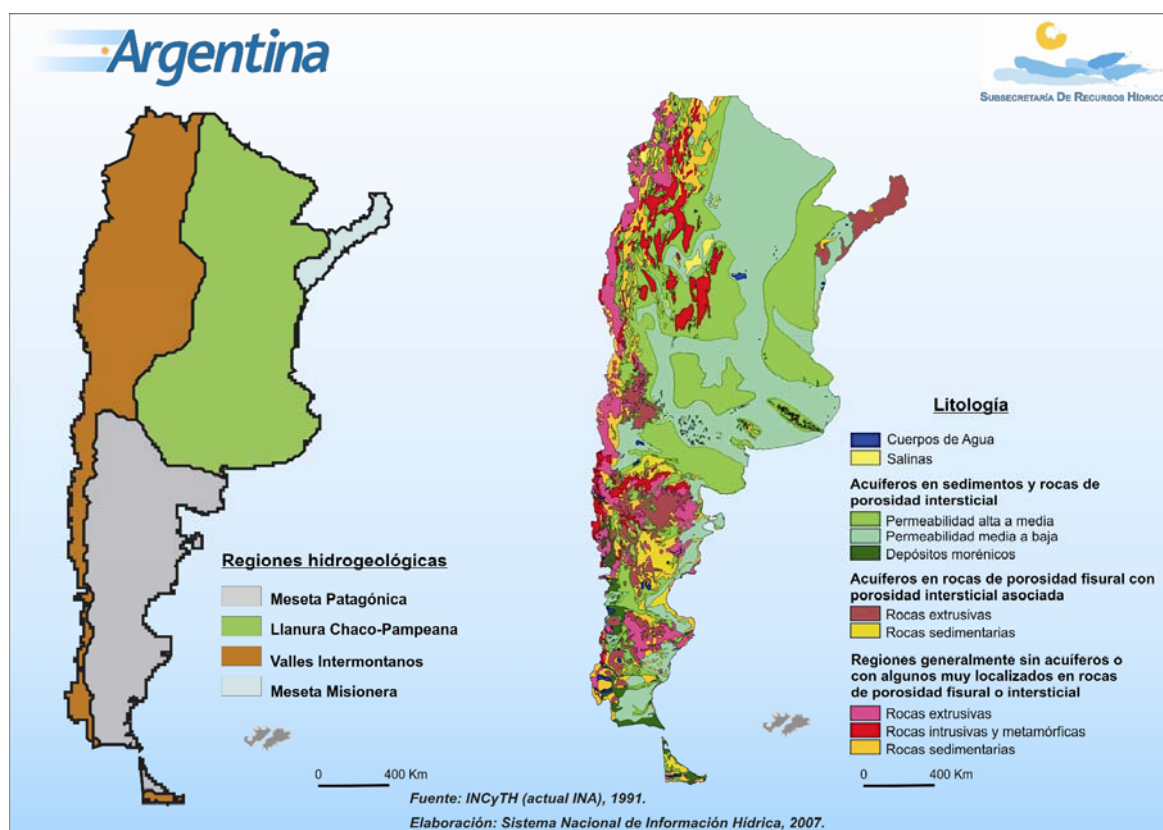 Argentina
SUBSECRETARÍA DE RECURSOS HÍDRICOS
Regiones hidrogeológicas
Meseta Patagónica
Llanura Chaco-Pampeana
Valles Intermontanos
Meseta Misionera
0 400 Km
Litología
Cuerpos de Agua
Salinas
Acuíferos en sedimentos y rocas de
porosidad intersticial
Permeabilidad alta a media
Permeabilidad media a baja
Depósitos morénicos
Acuíferos en rocas de porosidad fisural con
porosidad intersticial asociada
Rocas extrusivas
Rocas sedimentarias
Regiones generalmente sin acuíferos o
con algunos muy localizados en rocas
de porosidad fisural o intersticial
Rocas extrusivas
Rocas intrusivas y metamórficas
Rocas sedimentarias
0 400 Km
Fuente: INCyTH (actual INA), 1991.
Elaboración: Sistema Nacional de Información Hídrica, 2007.